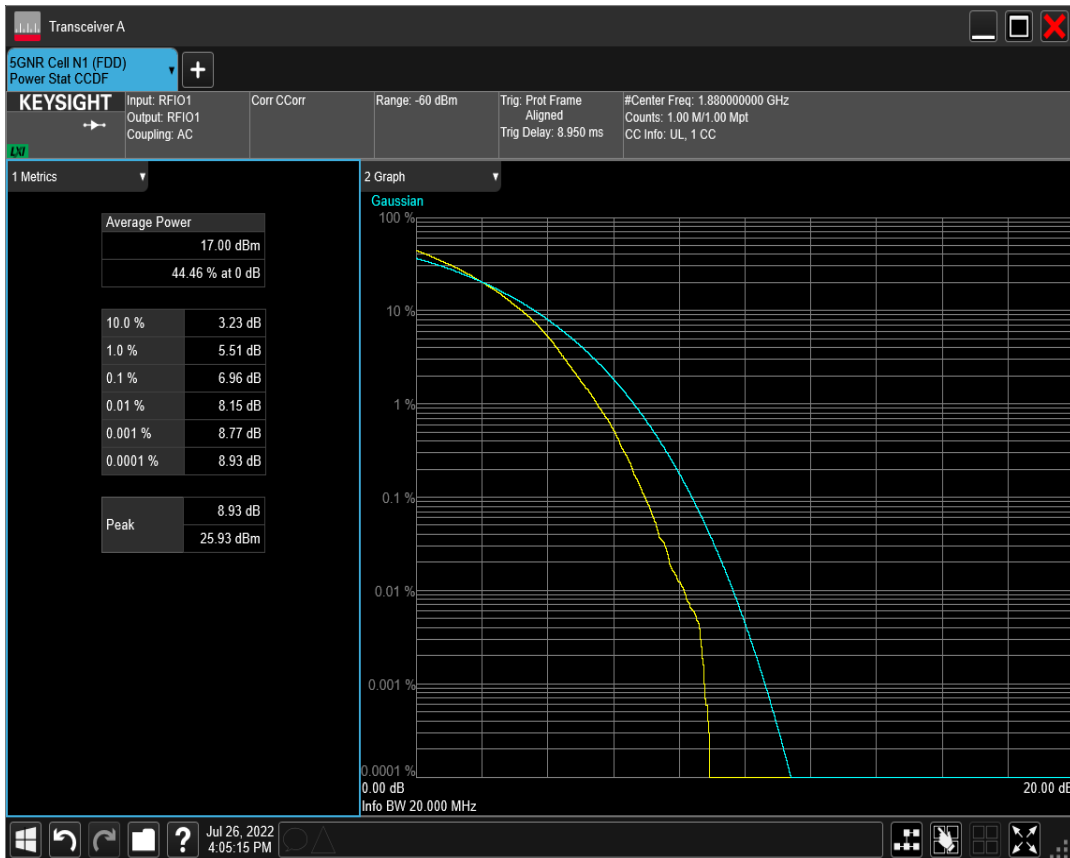 Transceiver A
5GNR Cell N1 (FDD)
Power Stat CCDF
KEYSIGHT
LXI
Input: RFIO1
Output: RFIO1
Coupling: AC
Corr CCorr
Range: -60 dBm
Trig: Prot Frame
Aligned
Trig Delay: 8.950 ms
#Center Freq: 1.880000000 GHz
Counts: 1.00 M/1.00 Mpt
CC Info: UL, 1 CC
1 Metrics
Average Power
17.00 dBm
44.46 % at 0 dB
10.0 % 3.23 dB
1.0 % 5.51 dB
0.1 % 6.96 dB
0.01 % 8.15 dB
0.001 % 8.77 dB
0.0001 % 8.93 dB
Peak 8.93 dB
25.93 dBm
2 Graph
Gaussian
100 %
10 %
1 %
0.1 %
0.01 %
0.001 %
0.0001 %
0.00 dB 20.00 dB
Info BW 20.000 MHz
Jul 26, 2022
4:05:15 PM